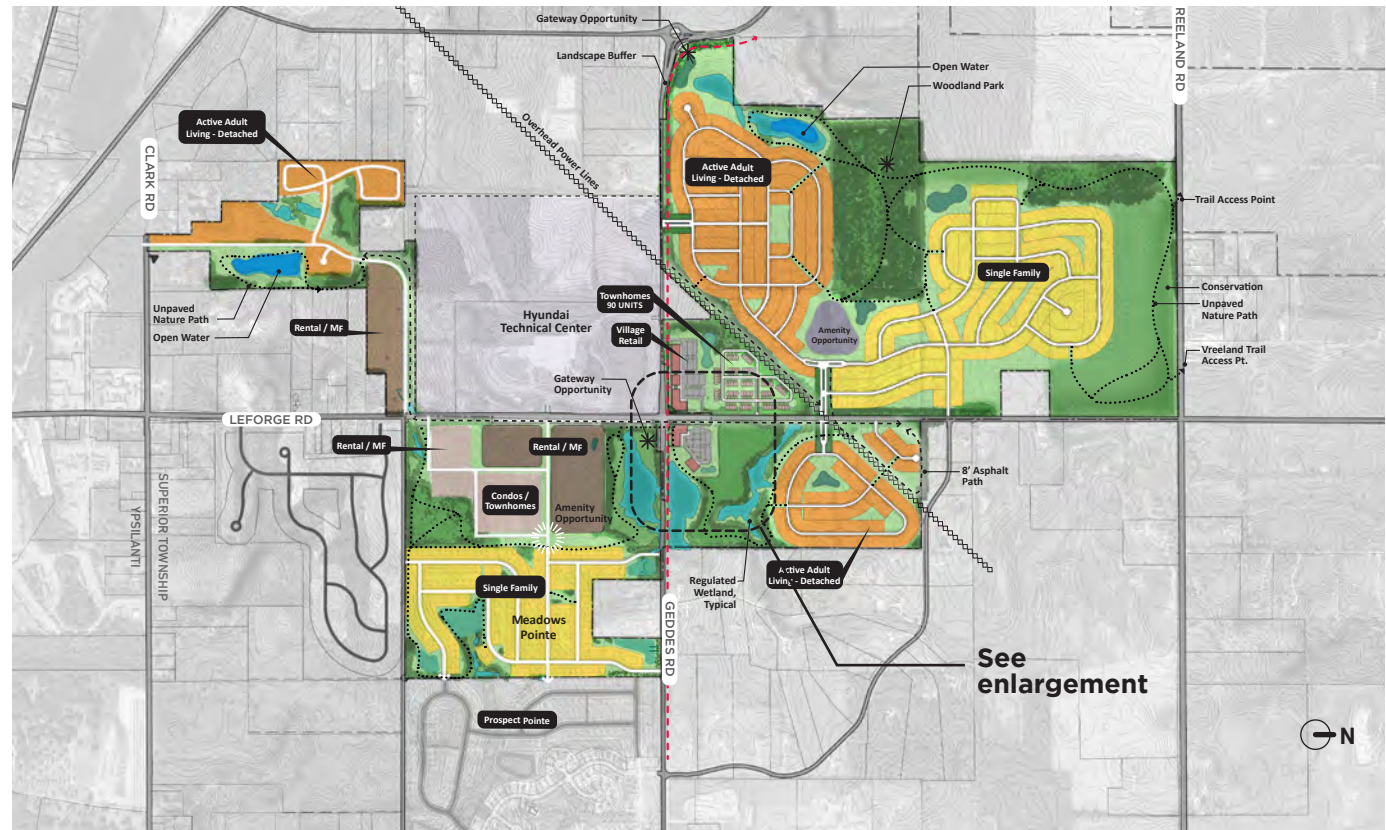 Gateway Opportunity
REELAND RD
Landscape Buffer
Open Water
Woodland Park
Overhead Power Lines
Active Adult
Living - Detached
CLARK RD
Active Adult
Living - Detached
Trail Access Point
Single Family
Conservation
Unpaved
Nature Path
Townhomes
90 UNITS
Unpaved
Nature Path
Open Water
Rental / MF
Hyundai
Technical Center
Village
Retail
Amenity
Opportunity
Vreeland Trail
Access Pt.
Gateway
Opportunity
LEFORGE RD
Rental / MF
Rental / MF
8' Asphalt
Path
SUPERIOR TOWNSHIP
YPSILANTI
Condos /
Townhomes
Amenity
Opportunity
Single Family
Regulated
Wetland,
Typical
Active Adult
Living - Detached
Meadows
Pointe
GEDDES RD
See
enlargement
Prospect Pointe
N